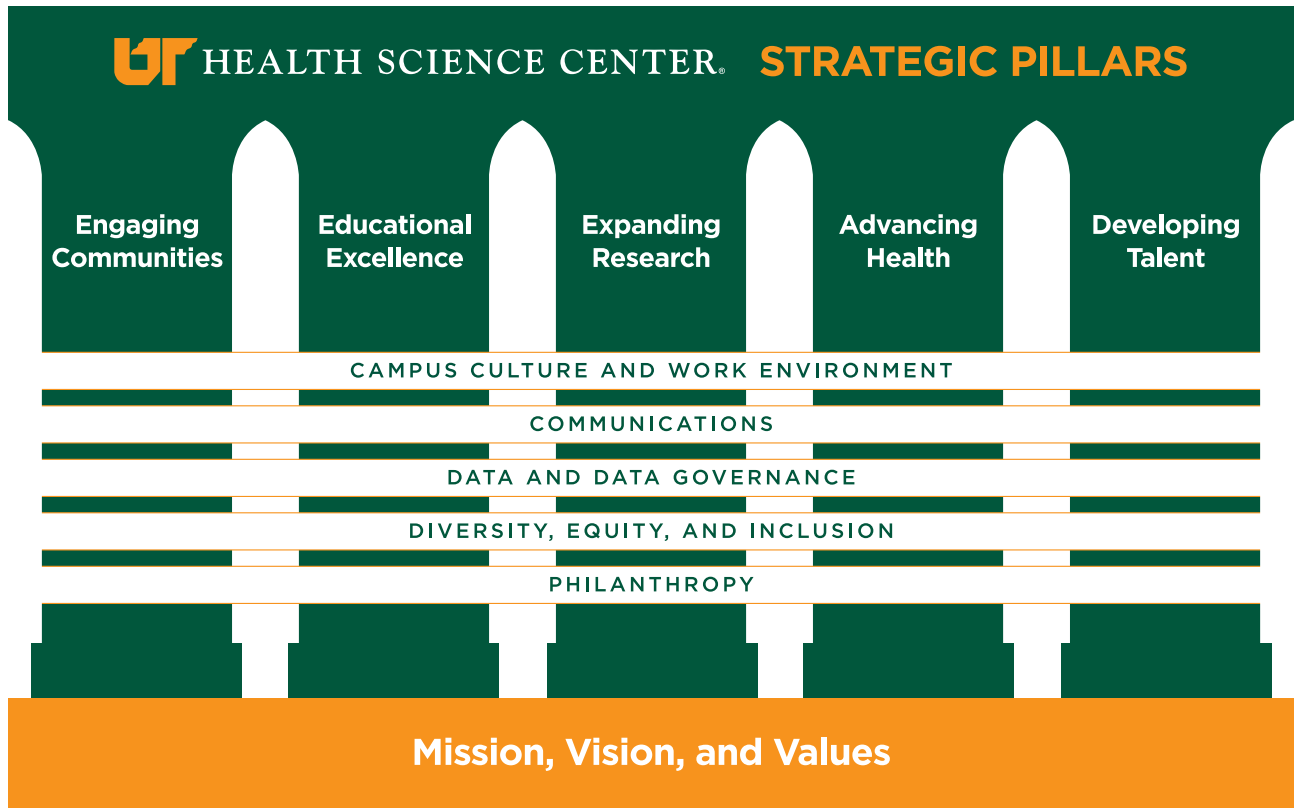 UT HEALTH SCIENCE CENTER® STRATEGIC PILLARS
Engaging
Communities
Educational
Excellence
Expanding
Research
Advancing
Health
Developing
Talent
CAMPUS CULTURE AND WORK ENVIRONMENT
COMMUNICATIONS
DATA AND DATA GOVERNANCE
DIVERSITY, EQUITY, AND INCLUSION
PHILANTHROPY
Mission, Vision, and Values